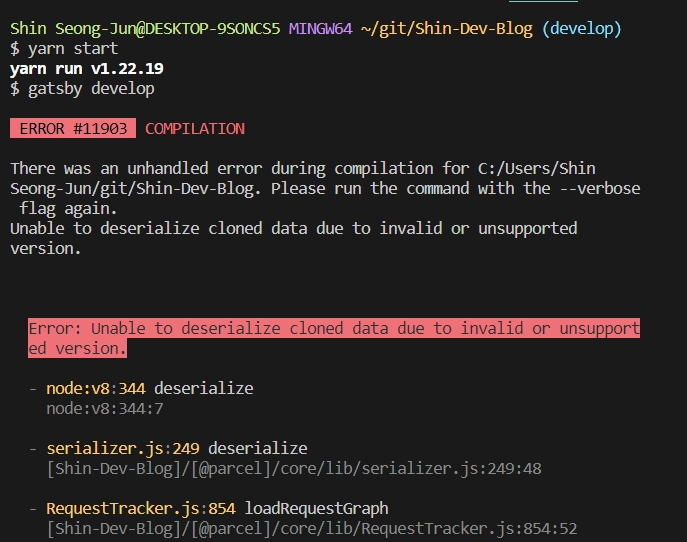 Shin Seong-Jun@DESKTOP-9SONCS5 MINGW64 ~/git/Shin-Dev-Blog (develop)
$ yarn start
yarn run v1.22.19
$ gatsby develop
ERROR #11903 COMPILATION
There was an unhandled error during compilation for C:/Users/Shin
Seong-Jun/git/Shin-Dev-Blog. Please run the command with the --verbose
flag again.
Unable to deserialize cloned data due to invalid or unsupported
version.
Error: Unable to deserialize cloned data due to invalid or unsupport
ed version.
- node:v8:344 deserialize
node:v8:344:7
- serializer.js:249 deserialize
[Shin-Dev-Blog]/[@parcel]/core/lib/serializer.js:249:48
- RequestTracker.js:854 loadRequestGraph
[Shin-Dev-Blog]/[@parcel]/core/lib/RequestTracker.js:854:52